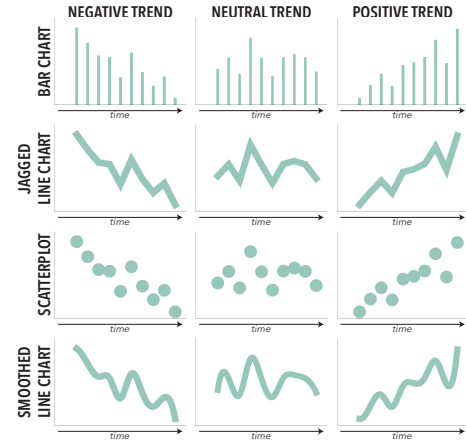 NEGATIVE TREND NEUTRAL TREND POSITIVE TREND
BAR CHART
time time time
JAGGED
LINE CHART
time time time
SCATTERPLOT
time time time
SMOOTHED
LINE CHART
time time time